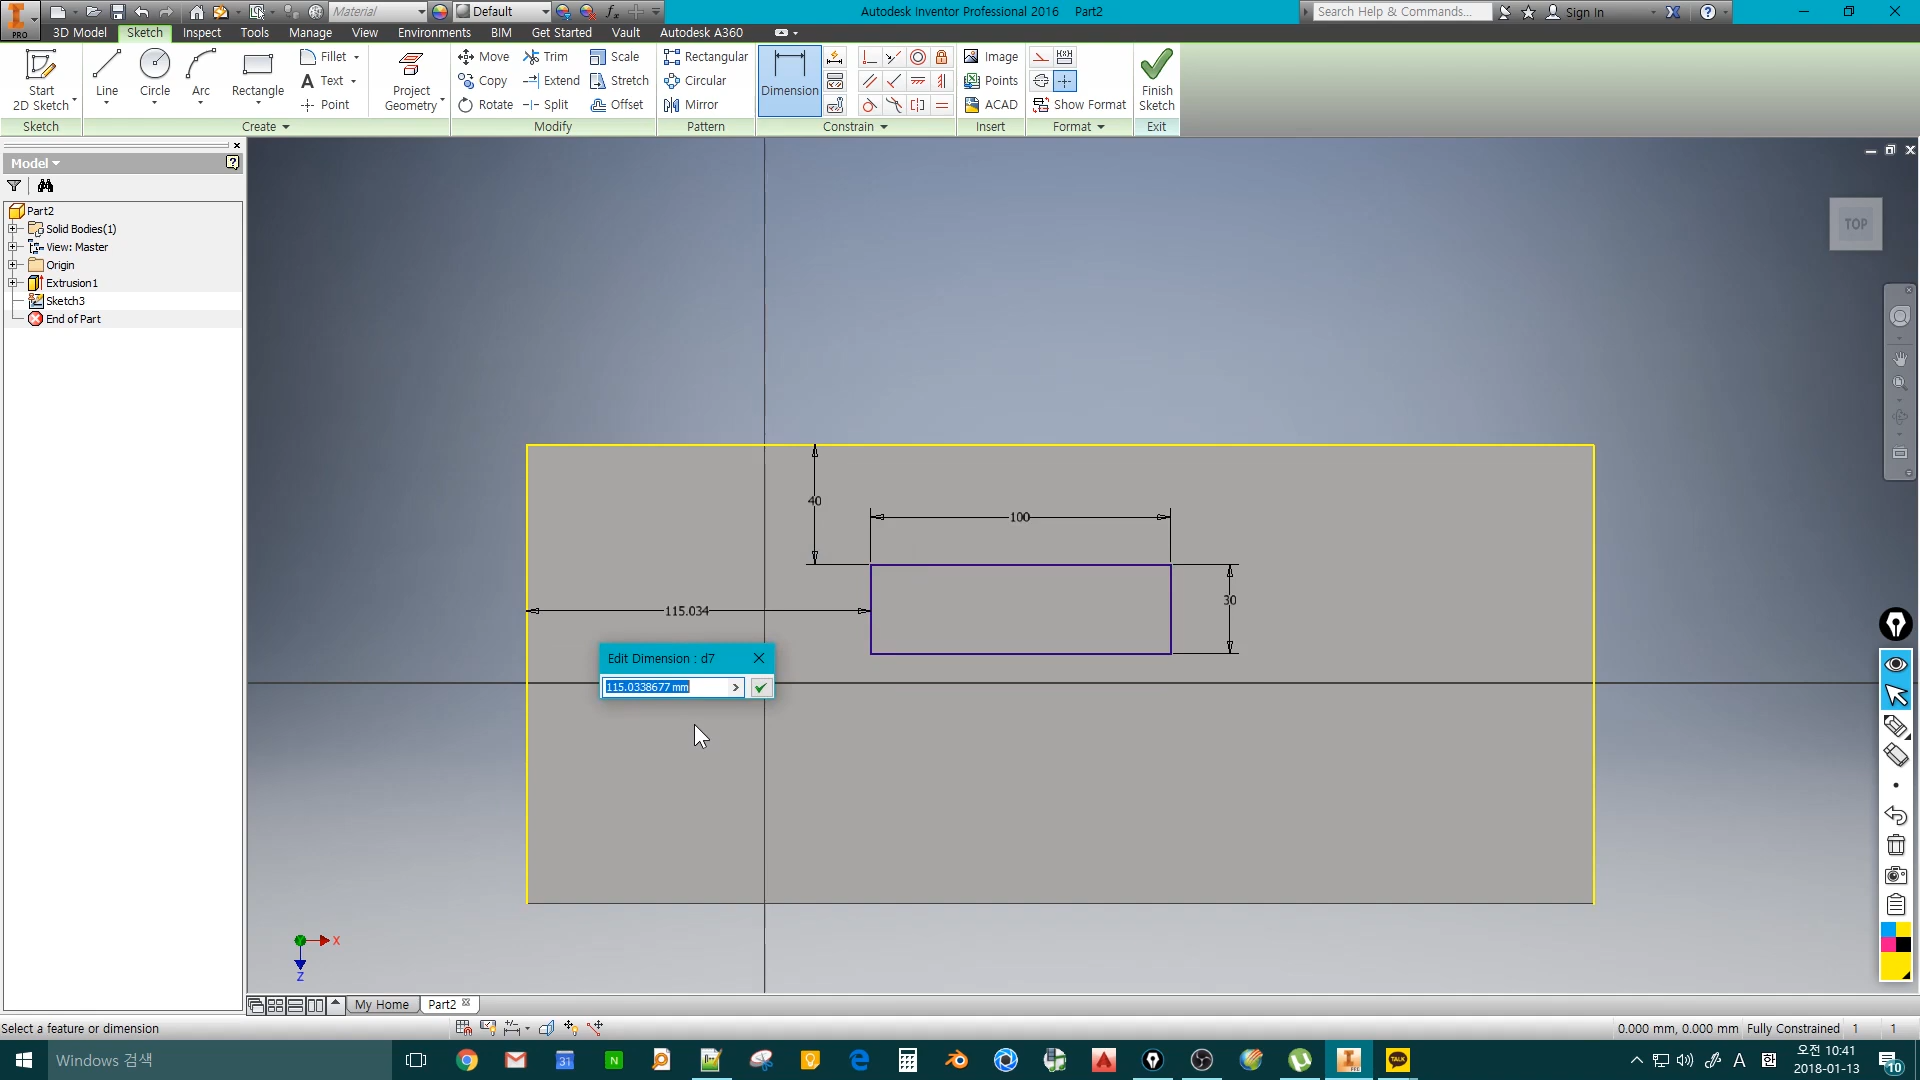 PRO
Material
Default
Autodesk Inventor Professional 2016 Part2
Search Help & Commands...
Sign In
3D Model
Sketch
Inspect
Tools
Manage
View
Environments
BIM
Get Started
Vault
Autodesk A360
Start
2D Sketch
Line
Circle
Arc
Rectangle
Fillet
Text
Point
Project
Geometry
Move
Copy
Rotate
Trim
Extend
Split
Scale
Stretch
Offset
Rectangular
Circular
Mirror
Dimension
Image
Points
ACAD
Show Format
Finish
Sketch
Sketch
Create
Modify
Pattern
Constrain
Insert
Format
Exit
Model
Part2
Solid Bodies(1)
View: Master
Origin
Extrusion1
Sketch3
End of Part
TOP
40
100
115.034
30
Edit Dimension : d7
115.0338677 mm
X
Z
My Home
Part2
Select a feature or dimension
0.000 mm, 0.000 mm Fully Constrained 1 1
Windows 검색
31
N
A
오전 10:41
2018-01-13
10
TALK